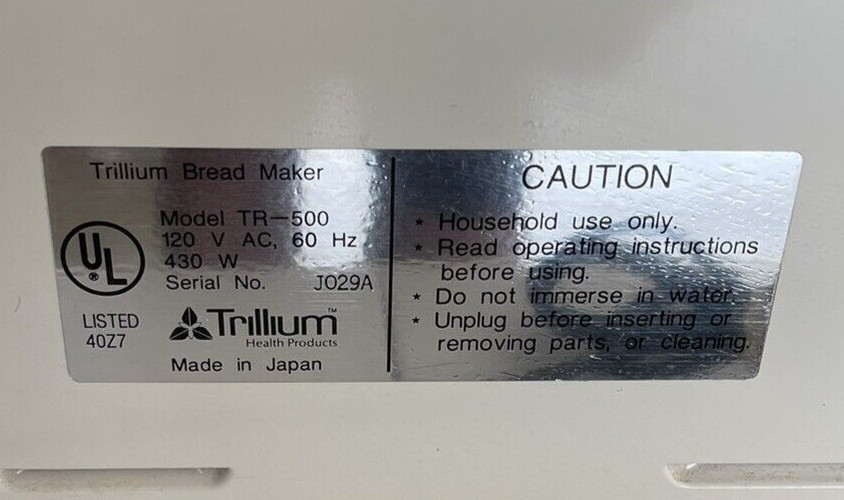 Trillium Bread Maker
Model TR-500
120 V AC, 60 Hz
430 W
Serial No. J029A
UL ®
LISTED
40Z7
Trillium™
Health Products
Made in Japan
CAUTION
* Household use only.
* Read operating instructions
before using.
* Do not immerse in water.
* Unplug before inserting or
removing parts, or cleaning.